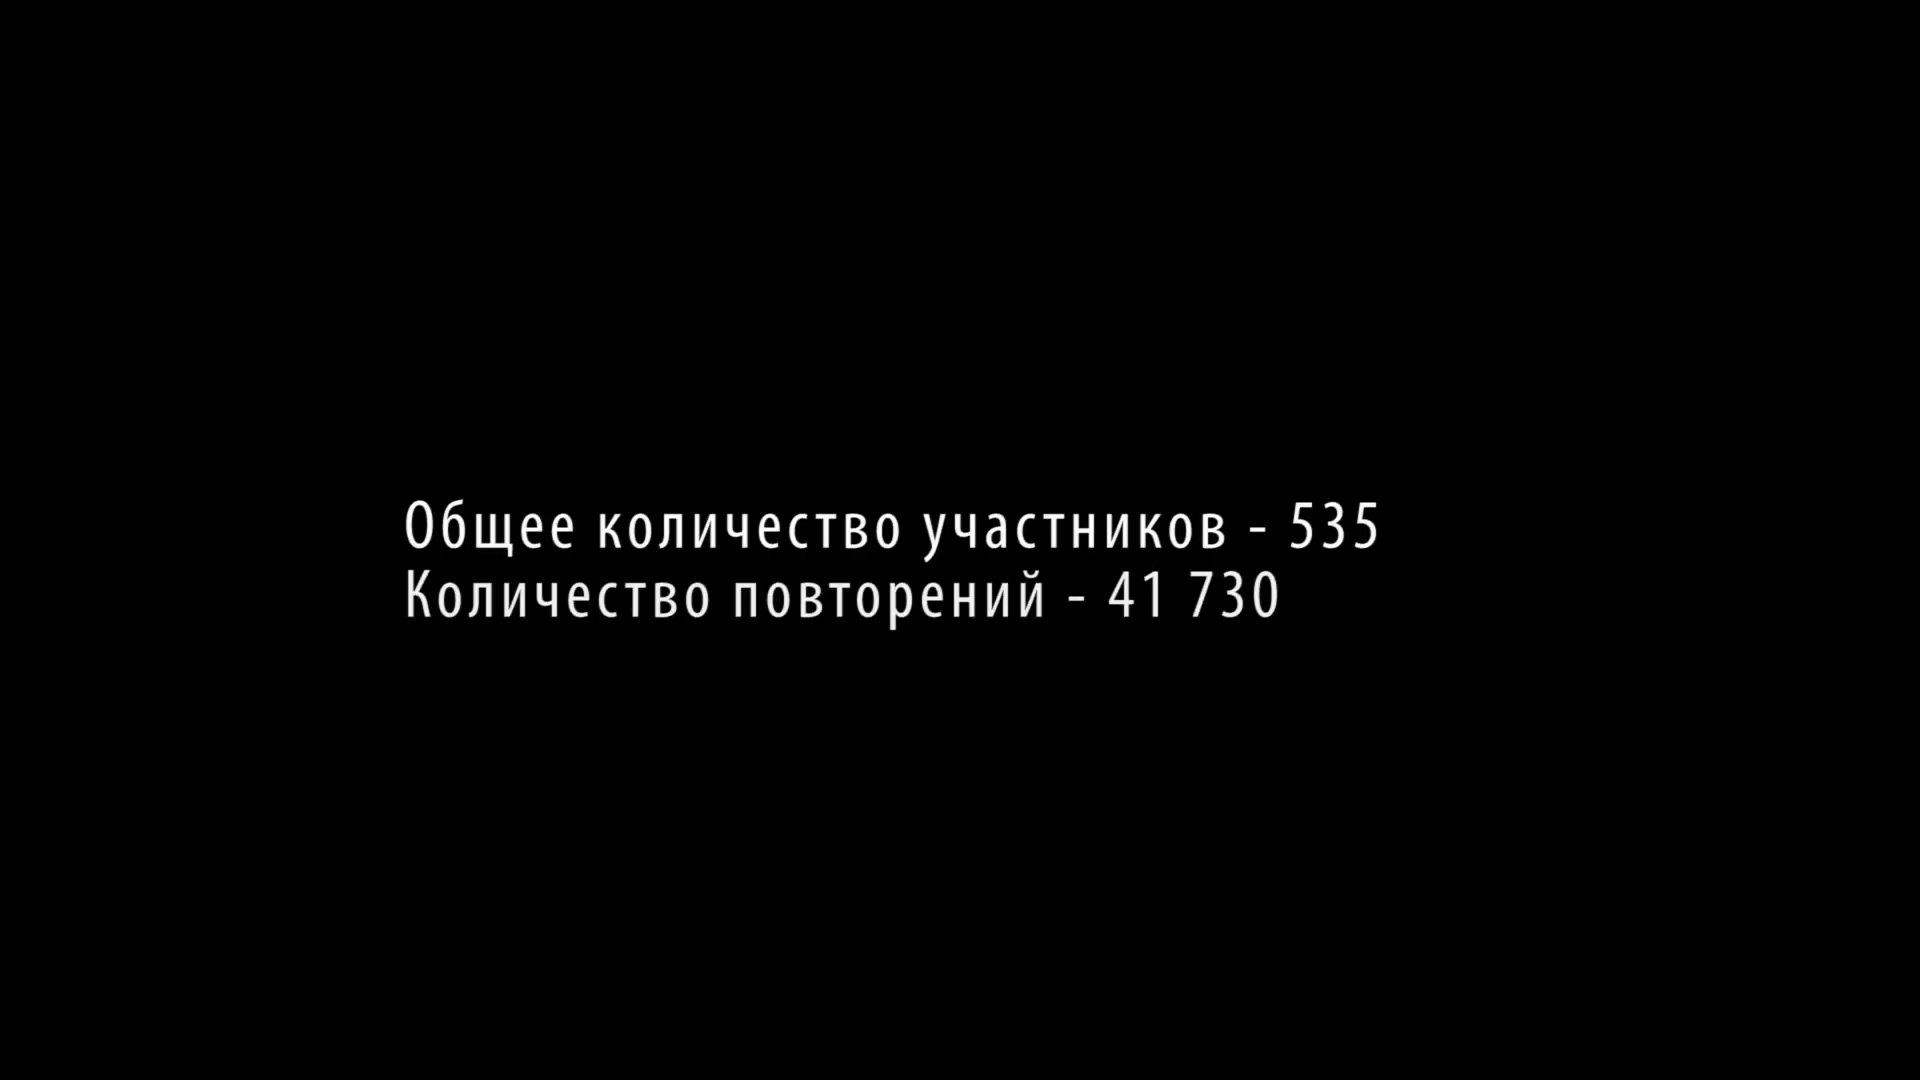 Общее количество участников - 535
Количество повторений - 41 730